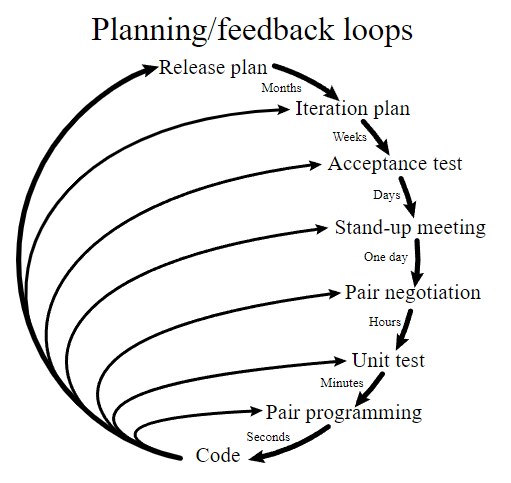 Planning/feedback loops
Release plan
Months
Iteration plan
Weeks
Acceptance test
Days
Stand-up meeting
One day
Pair negotiation
Hours
Unit test
Minutes
Pair programming
Seconds
Code